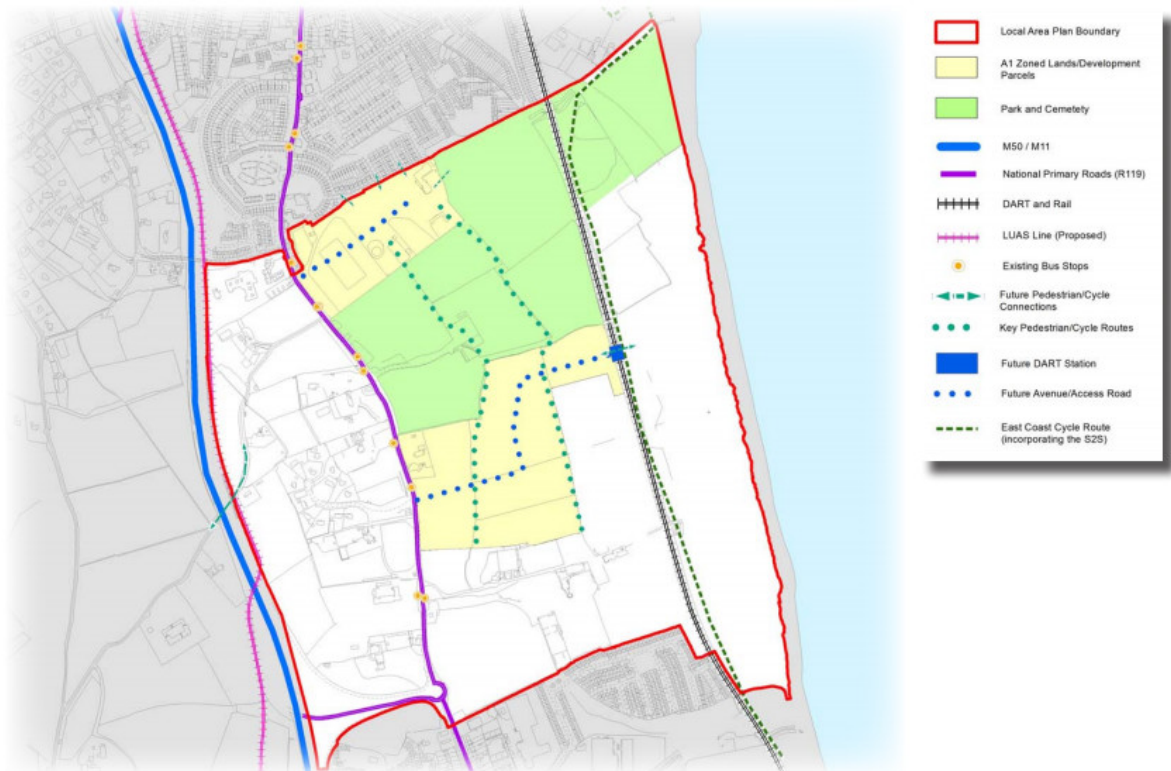 Local Area Plan Boundary
A1 Zoned Lands/Development
Parcels
Park and Cemetety
M50 / M11
National Primary Roads (R119)
DART and Rail
LUAS Line (Proposed)
Existing Bus Stops
Future Pedestrian/Cycle
Connections
Key Pedestrian/Cycle Routes
Future DART Station
Future Avenue/Access Road
East Coast Cycle Route
(incorporating the S2S)